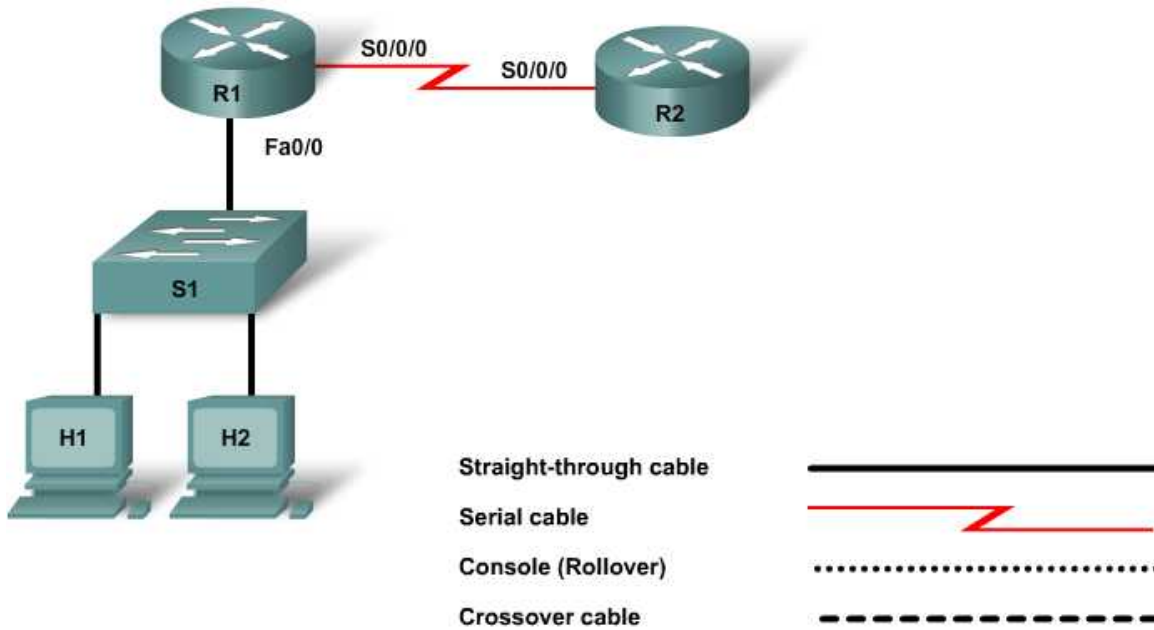 S0/0/0
S0/0/0
R1
R2
Fa0/0
S1
H1
H2
Straight-through cable
Serial cable
Console (Rollover)
Crossover cable